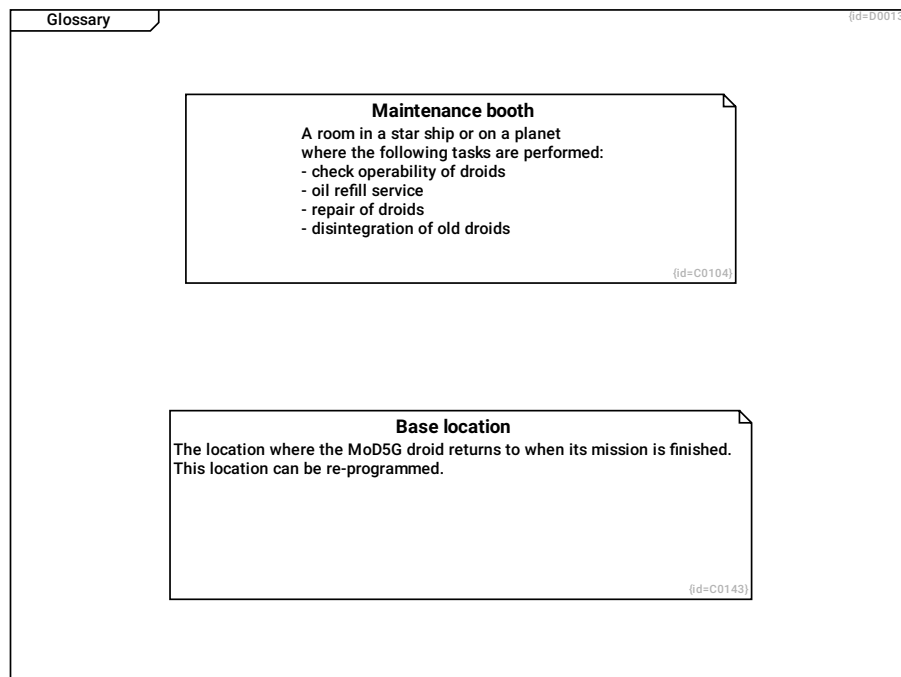 Glossary
{id=D0013
Maintenance booth
A room in a star ship or on a planet
where the following tasks are performed:
- check operability of droids
- oil refill service
- repair of droids
- disintegration of old droids
{id=C0104}
Base location
The location where the MoD5G droid returns to when its mission is finished.
This location can be re-programmed.
{id=C0143}